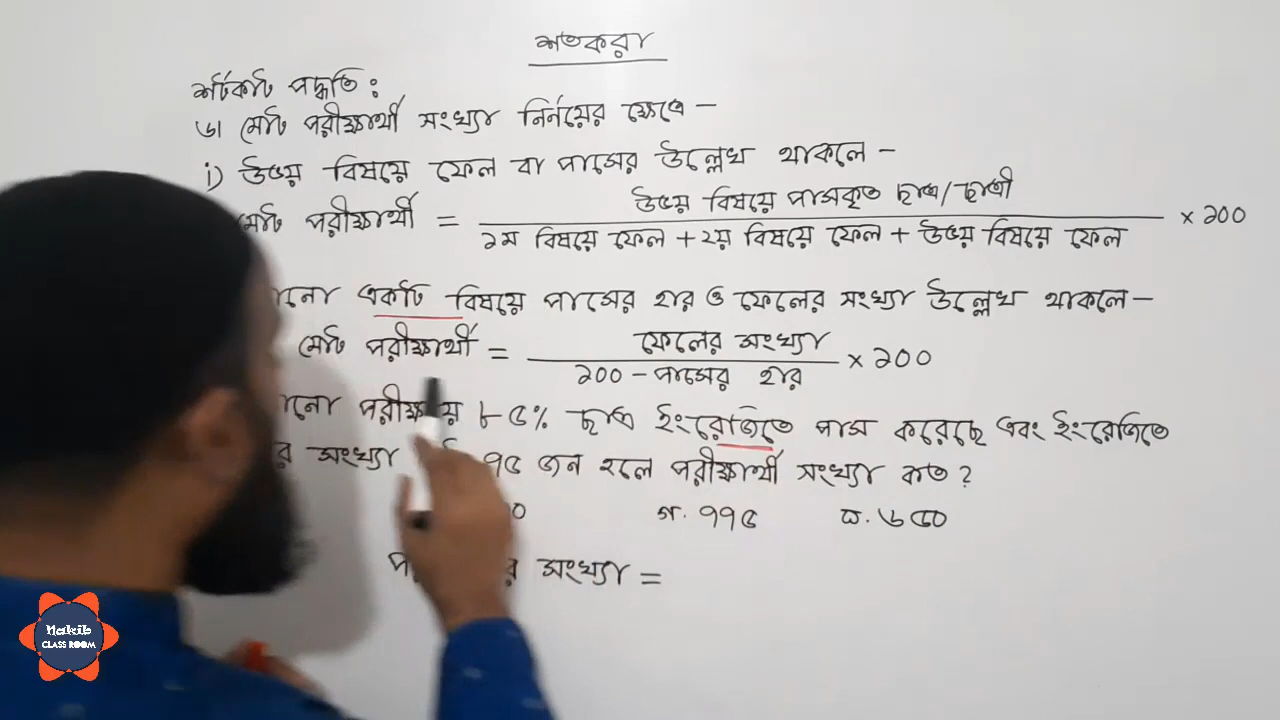 শতকরা
শর্টকাট পদ্ধতি :
৬। মোট পরীক্ষার্থী সংখ্যা নির্নয়ের ক্ষেত্রে –
i) উভয় বিষয়ে ফেল বা পাসের উল্লেখ থাকলে –
মোট পরীক্ষার্থী = উভয় বিষয়ে পাসকৃত ছাত্র/ছাত্রী / ১ম বিষয়ে ফেল + ২য় বিষয়ে ফেল + উভয় বিষয়ে ফেল × ১০০
একটি বিষয়ে পাসের হার ও ফেলের সংখ্যা উল্লেখ থাকলে –
মোট পরীক্ষার্থী = ফেলের সংখ্যা / ১০০ – পাসের হার × ১০০
পরীক্ষায় ৮৫% ছাত্র ইংরেজিতে পাস করেছে এবং ইংরেজিতে
সংখ্যা ৭৫ জন হলে পরীক্ষার্থী সংখ্যা কত ?
গ. ৭৭৫ ঘ. ৬৫০
সংখ্যা =
Nakib
CLASS ROOM